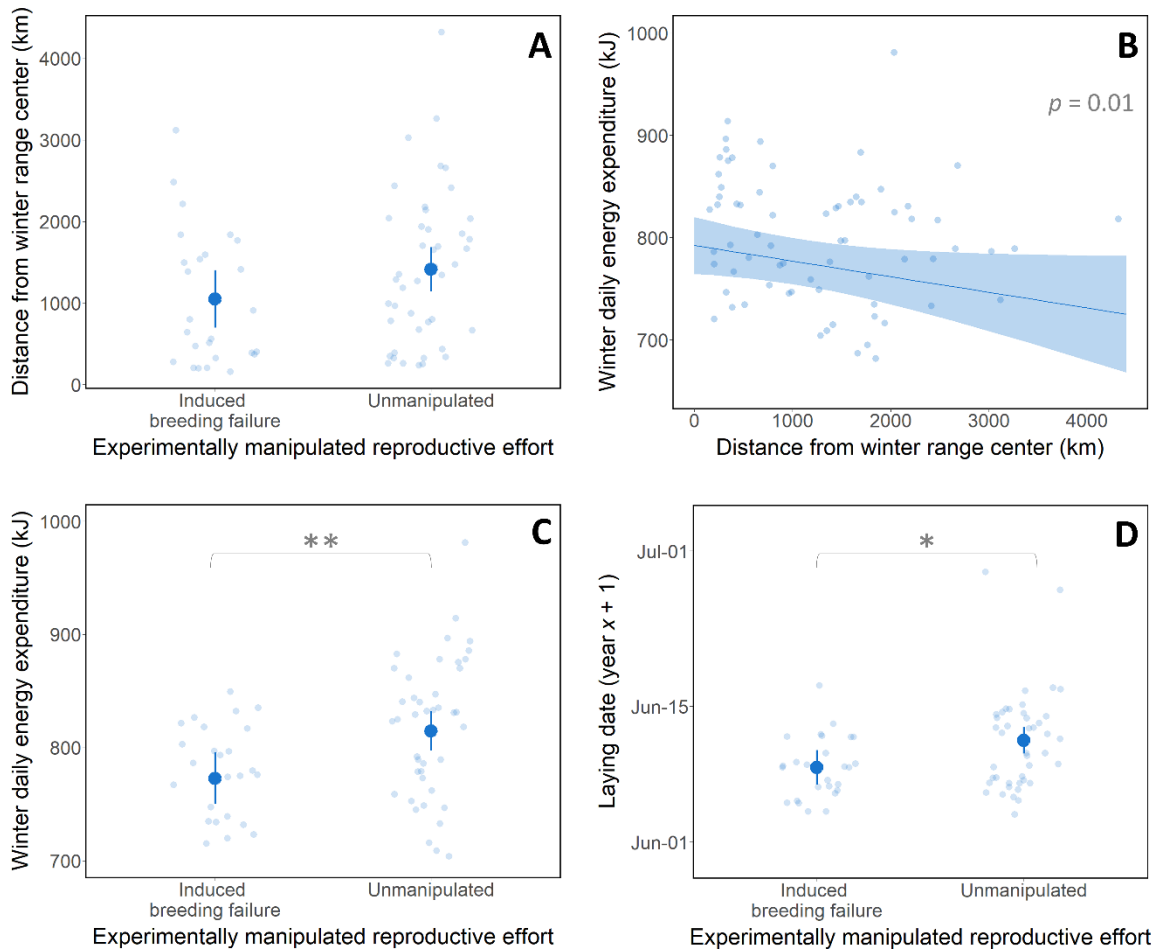 A
Distance from winter range center (km)
4000
3000
2000
1000
0
Induced
breeding failure
Unmanipulated
Experimentally manipulated reproductive effort
B
Winter daily energy expenditure (kJ)
1000
900
800
700
p = 0.01
0
1000
2000
3000
4000
Distance from winter range center (km)
C
Winter daily energy expenditure (kJ)
1000
900
800
700
**
Induced
breeding failure
Unmanipulated
Experimentally manipulated reproductive effort
D
Laying date (year x + 1)
Jul-01
Jun-15
Jun-01
*
Induced
breeding failure
Unmanipulated
Experimentally manipulated reproductive effort